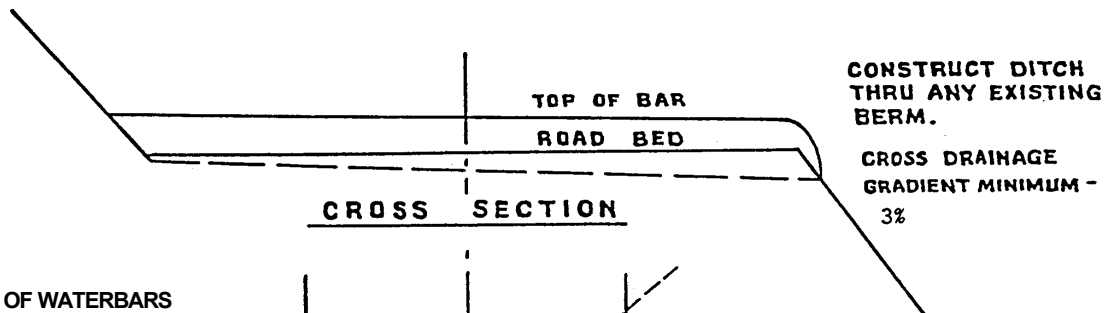 CONSTRUCT DITCH
THRU ANY EXISTING
BERM.
TOP OF BAR
ROAD BED
CROSS DRAINAGE
GRADIENT MINIMUM -
3%
CROSS SECTION
OF WATERBARS